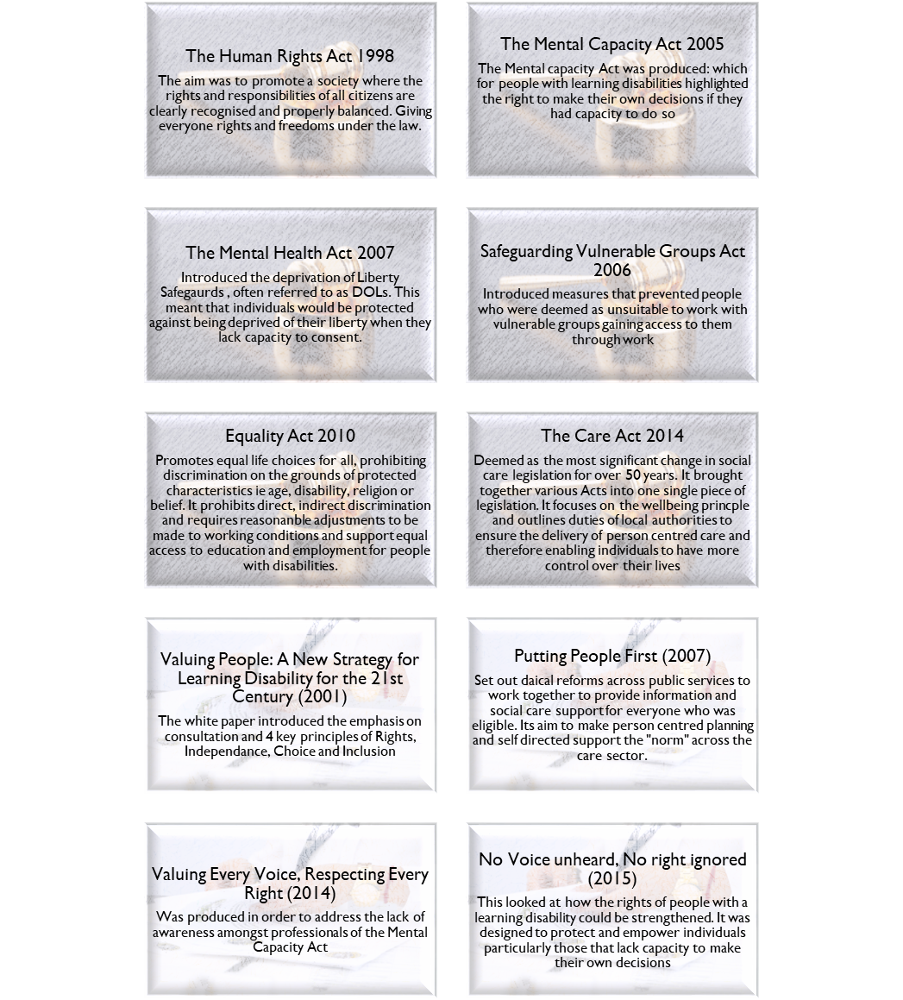 The Human Rights Act 1998
The aim was to promote a society where the
rights and responsibilities of all citizens are
clearly recognised and properly balanced. Giving
everyone rights and freedoms under the law.
The Mental Capacity Act 2005
The Mental capacity Act was produced: which
for people with learning disabilities highlighted
the right to make their own decisions if they
had capacity to do so
The Mental Health Act 2007
Introduced the deprivation of Liberty
Safegaurds , often referred to as DOLs. This
meant that individuals would be protected
against being deprived of their liberty when they
lack capacity to consent.
Safeguarding Vulnerable Groups Act
2006
Introduced measures that prevented people
who were deemed as unsuitable to work with
vulnerable groups gaining access to them
through work
Equality Act 2010
Promotes equal life choices for all, prohibiting
discrimination on the grounds of protected
characteristics ie age, disability, religion or
belief. It prohibits direct, indirect discrimination
and requires reasonanble adjustments to be
made to working conditions and support equal
access to education and employment for people
with disabilities.
The Care Act 2014
Deemed as the most significant change in social
care legislation for over 50 years. It brought
together various Acts into one single piece of
legislation. It focuses on the wellbeing princple
and outlines duties of local authorities to
ensure the delivery of person centred care and
therefore enabling individuals to have more
control over their lives
Valuing People: A New Strategy for
Learning Disability for the 21st
Century (2001)
The white paper introduced the emphasis on
consultation and 4 key principles of Rights,
Independance, Choice and Inclusion
Putting People First (2007)
Set out daical reforms across public services to
work together to provide information and
social care support for everyone who was
eligible. Its aim to make person centred planning
and self directed support the "norm" across the
care sector.
Valuing Every Voice, Respecting Every
Right (2014)
Was produced in order to address the lack of
awareness amongst professionals of the Mental
Capacity Act
No Voice unheard, No right ignored
(2015)
This looked at how the rights of people with a
learning disability could be strengthened. It was
designed to protect and empower individuals
particularly those that lack capacity to make
their own decisions